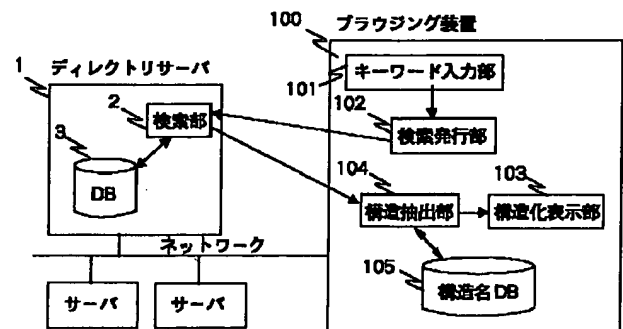 100
ブラウジング装置
1
ディレクトリサーバ
101
キーワード入力部
2
検索部
102
検索発行部
3
DB
104
構造抽出部
103
構造化表示部
ネットワーク
105
構造名DB
サーバ
サーバ